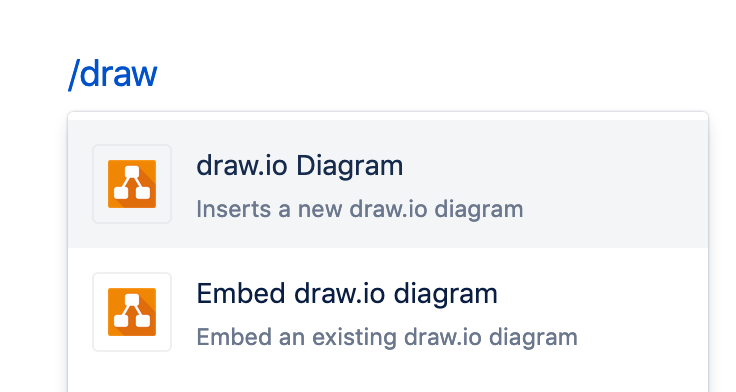 /draw
draw.io Diagram
Inserts a new draw.io diagram
Embed draw.io diagram
Embed an existing draw.io diagram